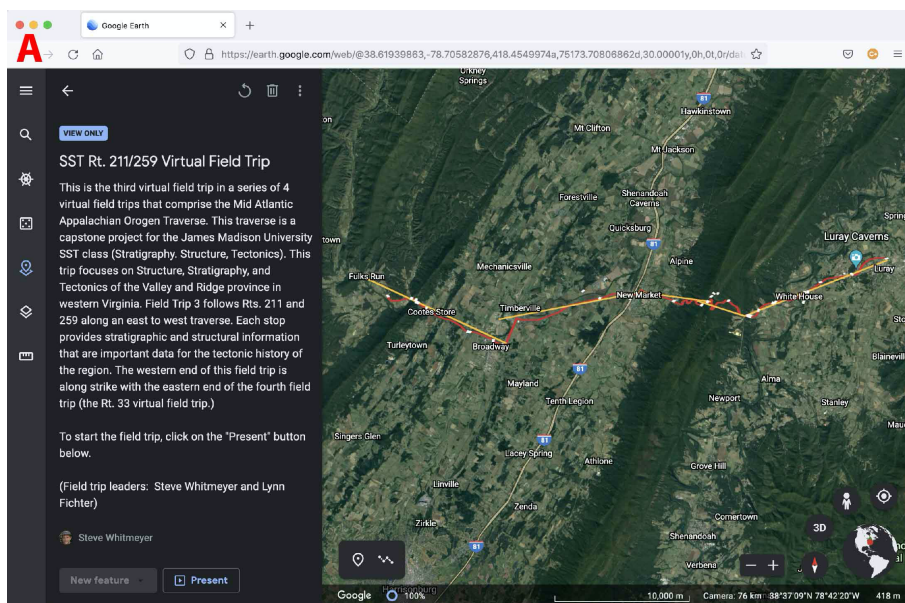 Google Earth
A
https://earth.google.com/web/@38.61939863,-78.70582876,418.4549974a,75173.70806862d,30.00001y,0h,0t,0r/da
VIEW ONLY
SST Rt. 211/259 Virtual Field Trip
This is the third virtual field trip in a series of 4
virtual field trips that comprise the Mid Atlantic
Appalachian Orogen Traverse. This traverse is a
capstone project for the James Madison University
SST class (Stratigraphy. Structure, Tectonics). This
trip focuses on Structure, Stratigraphy, and
Tectonics of the Valley and Ridge province in
western Virginia. Field Trip 3 follows Rts. 211 and
259 along an east to west traverse. Each stop
provides stratigraphic and structural information
that are important data for the tectonic history of
the region. The western end of this field trip is
along strike with the eastern end of the fourth field
trip (the Rt. 33 virtual field trip.)
To start the field trip, click on the "Present" button
below.
(Field trip leaders: Steve Whitmeyer and Lynn
Fichter)
Steve Whitmeyer
New feature
Present
Orkney
Springs
81
Hawkinstown
on
Mt Clifton
Mt Jackson
Forestville
Shenandoah
Caverns
Spring
Quicksburg
town
81
Luray Caverns
Mechanicsville
Alpine
Luray
Fulks Run
New Market
White House
Timberville
Cootes Store
Turleytown
Broadway
Blainevill
81
Mayland
Alma
Tenth Legion
Newport
Stanley
Singers Glen
81
Lacey Spring
Athlone
Grove Hill
Linville
Zenda
Comertown
Zirkle
3D
Shenandoah
81
Verbena
Harrisonburg
Google
100%
10,000 m
Camera: 76 km
38°37'09"N 78°42'20"W
418 m